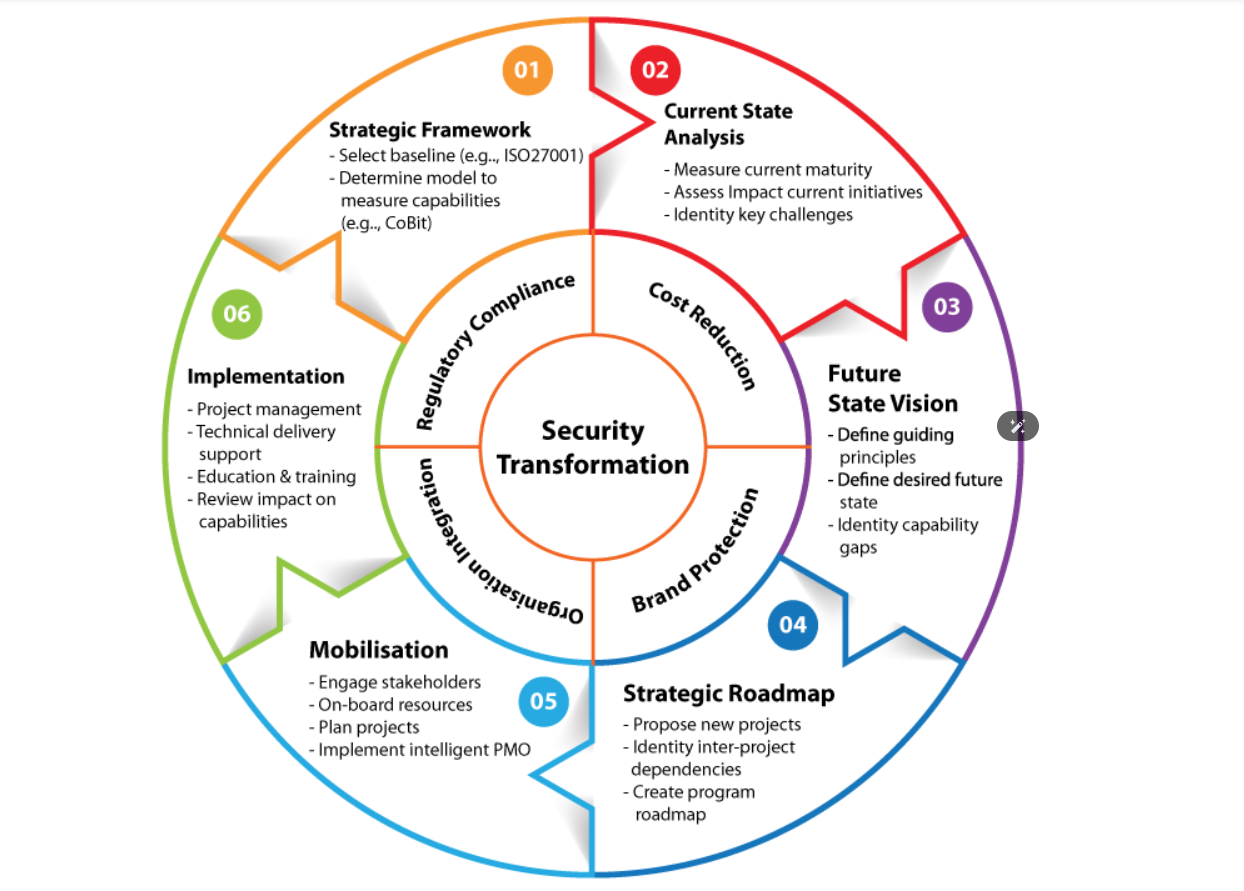 01
Strategic Framework
- Select baseline (e.g.., ISO27001)
- Determine model to
measure capabilities
(e.g.., CoBit)
02
Current State
Analysis
- Measure current maturity
- Assess Impact current initiatives
- Identity key challenges
03
Future
State Vision
- Define guiding
principles
- Define desired future
state
- Identity capability
gaps
04
Strategic Roadmap
- Propose new projects
- Identity inter-project
dependencies
- Create program
roadmap
05
Mobilisation
- Engage stakeholders
- On-board resources
- Plan projects
- Implement intelligent PMO
06
Implementation
- Project management
- Technical delivery
support
- Education & training
- Review impact on
capabilities
Regulatory Compliance
Cost Reduction
Brand Protection
Organisation Integration
Security
Transformation